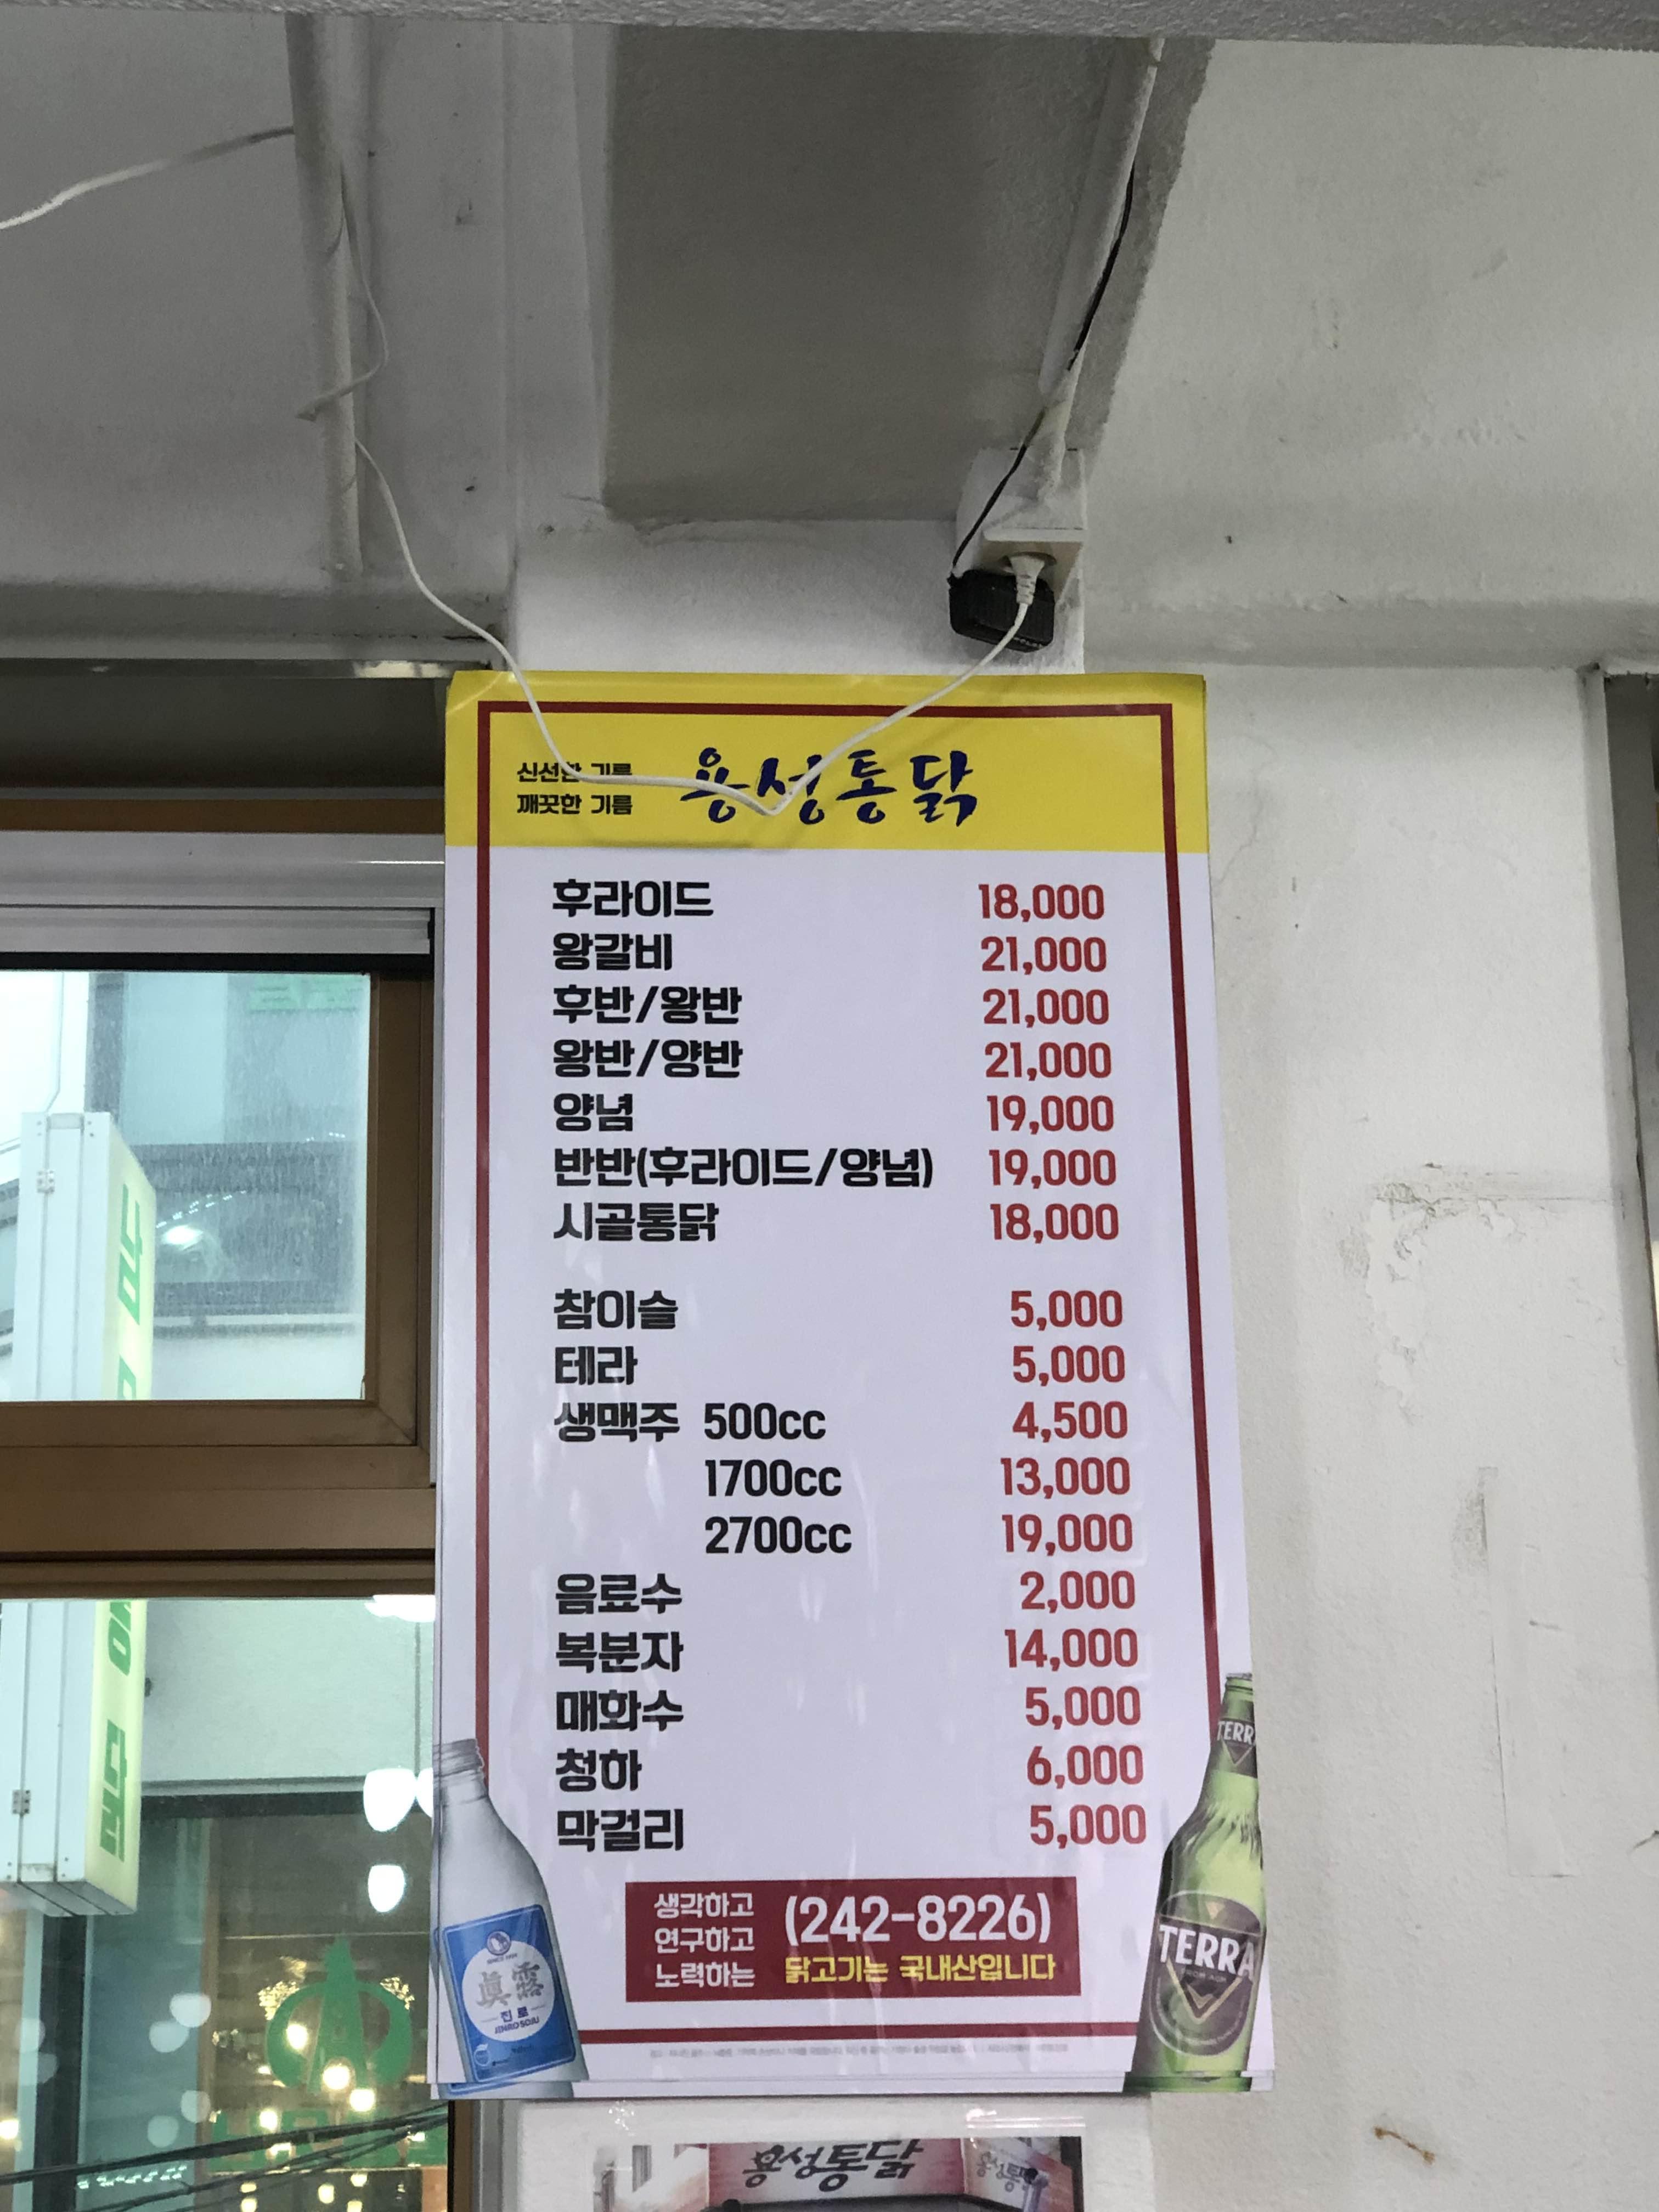 신선한 기름
깨끗한 기름
용성통닭
후라이드 18,000
왕갈비 21,000
후반/왕반 21,000
왕반/양반 21,000
양념 19,000
반반(후라이드/양념) 19,000
시골통닭 18,000
참이슬 5,000
테라 5,000
생맥주 500cc 4,500
1700cc 13,000
2700cc 19,000
음료수 2,000
복분자 14,000
매화수 5,000
청하 6,000
막걸리 5,000
생각하고
연구하고
노력하는
(242-8226)
닭고기는 국내산입니다
眞露
진로
JINRO SOJU
TERRA
TERRA
용성통닭
용성통닭